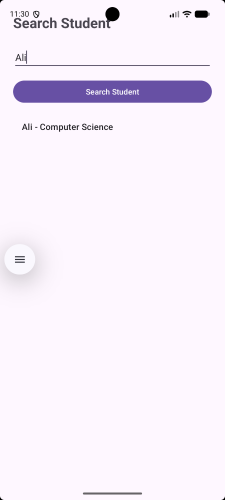 11:30
Search Student
Ali
Search Student
Ali - Computer Science